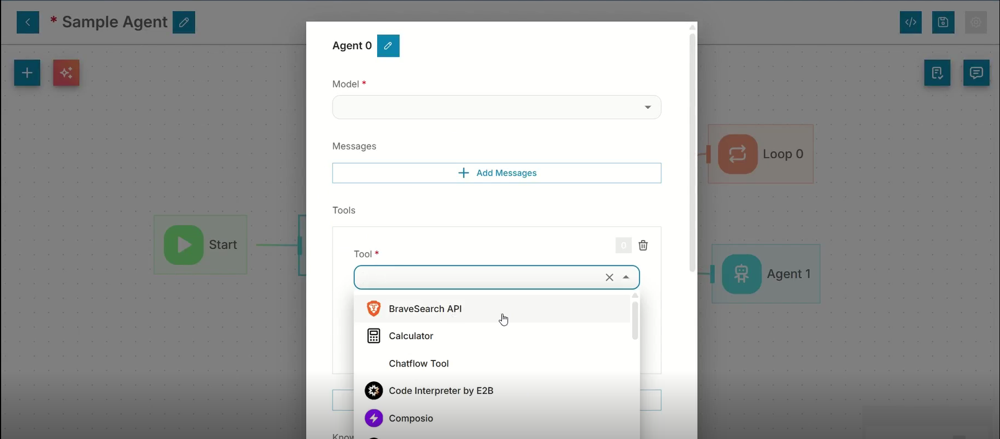 * Sample Agent
Agent 0
Model *
Messages
Add Messages
Tools
0
Tool *
BraveSearch API
Calculator
Chatflow Tool
Code Interpreter by E2B
Composio
Know
Start
Loop 0
Agent 1